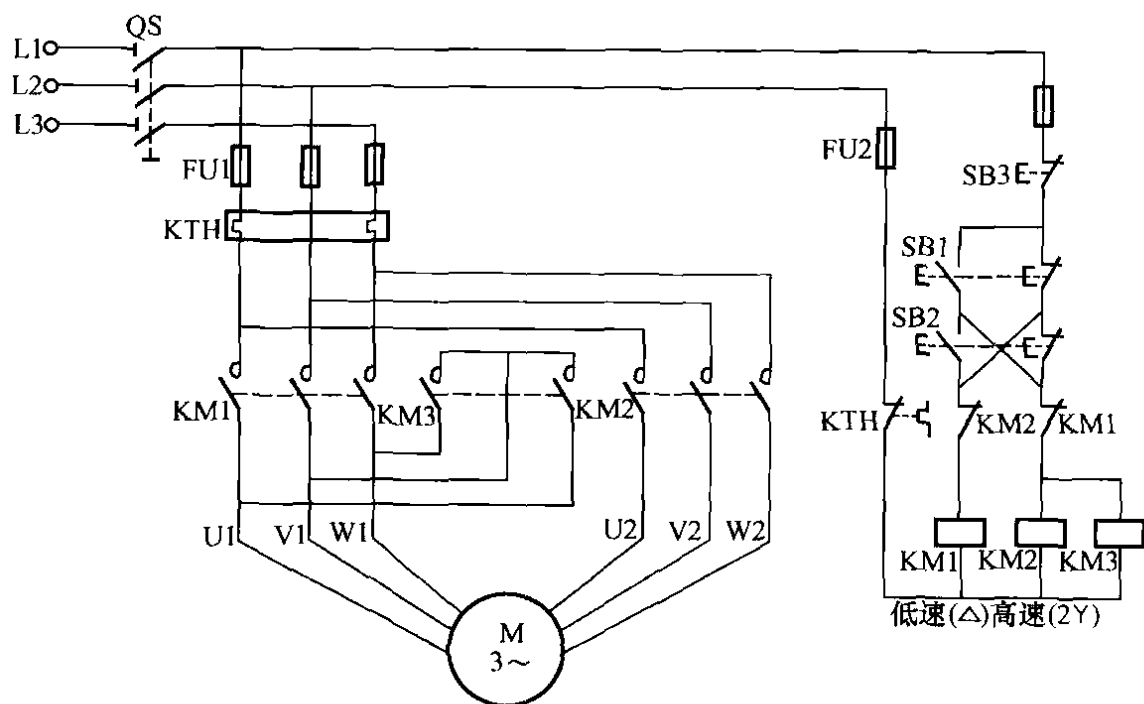 QS
L1
L2
L3
FU1
FU2
SB3
KTH
SB1
SB2
KM1
KM3
KM2
KTH
KM2
KM1
U1
V1
W1
U2
V2
W2
KM1
KM2
KM3
低速(△)高速(2Y)
M
3～